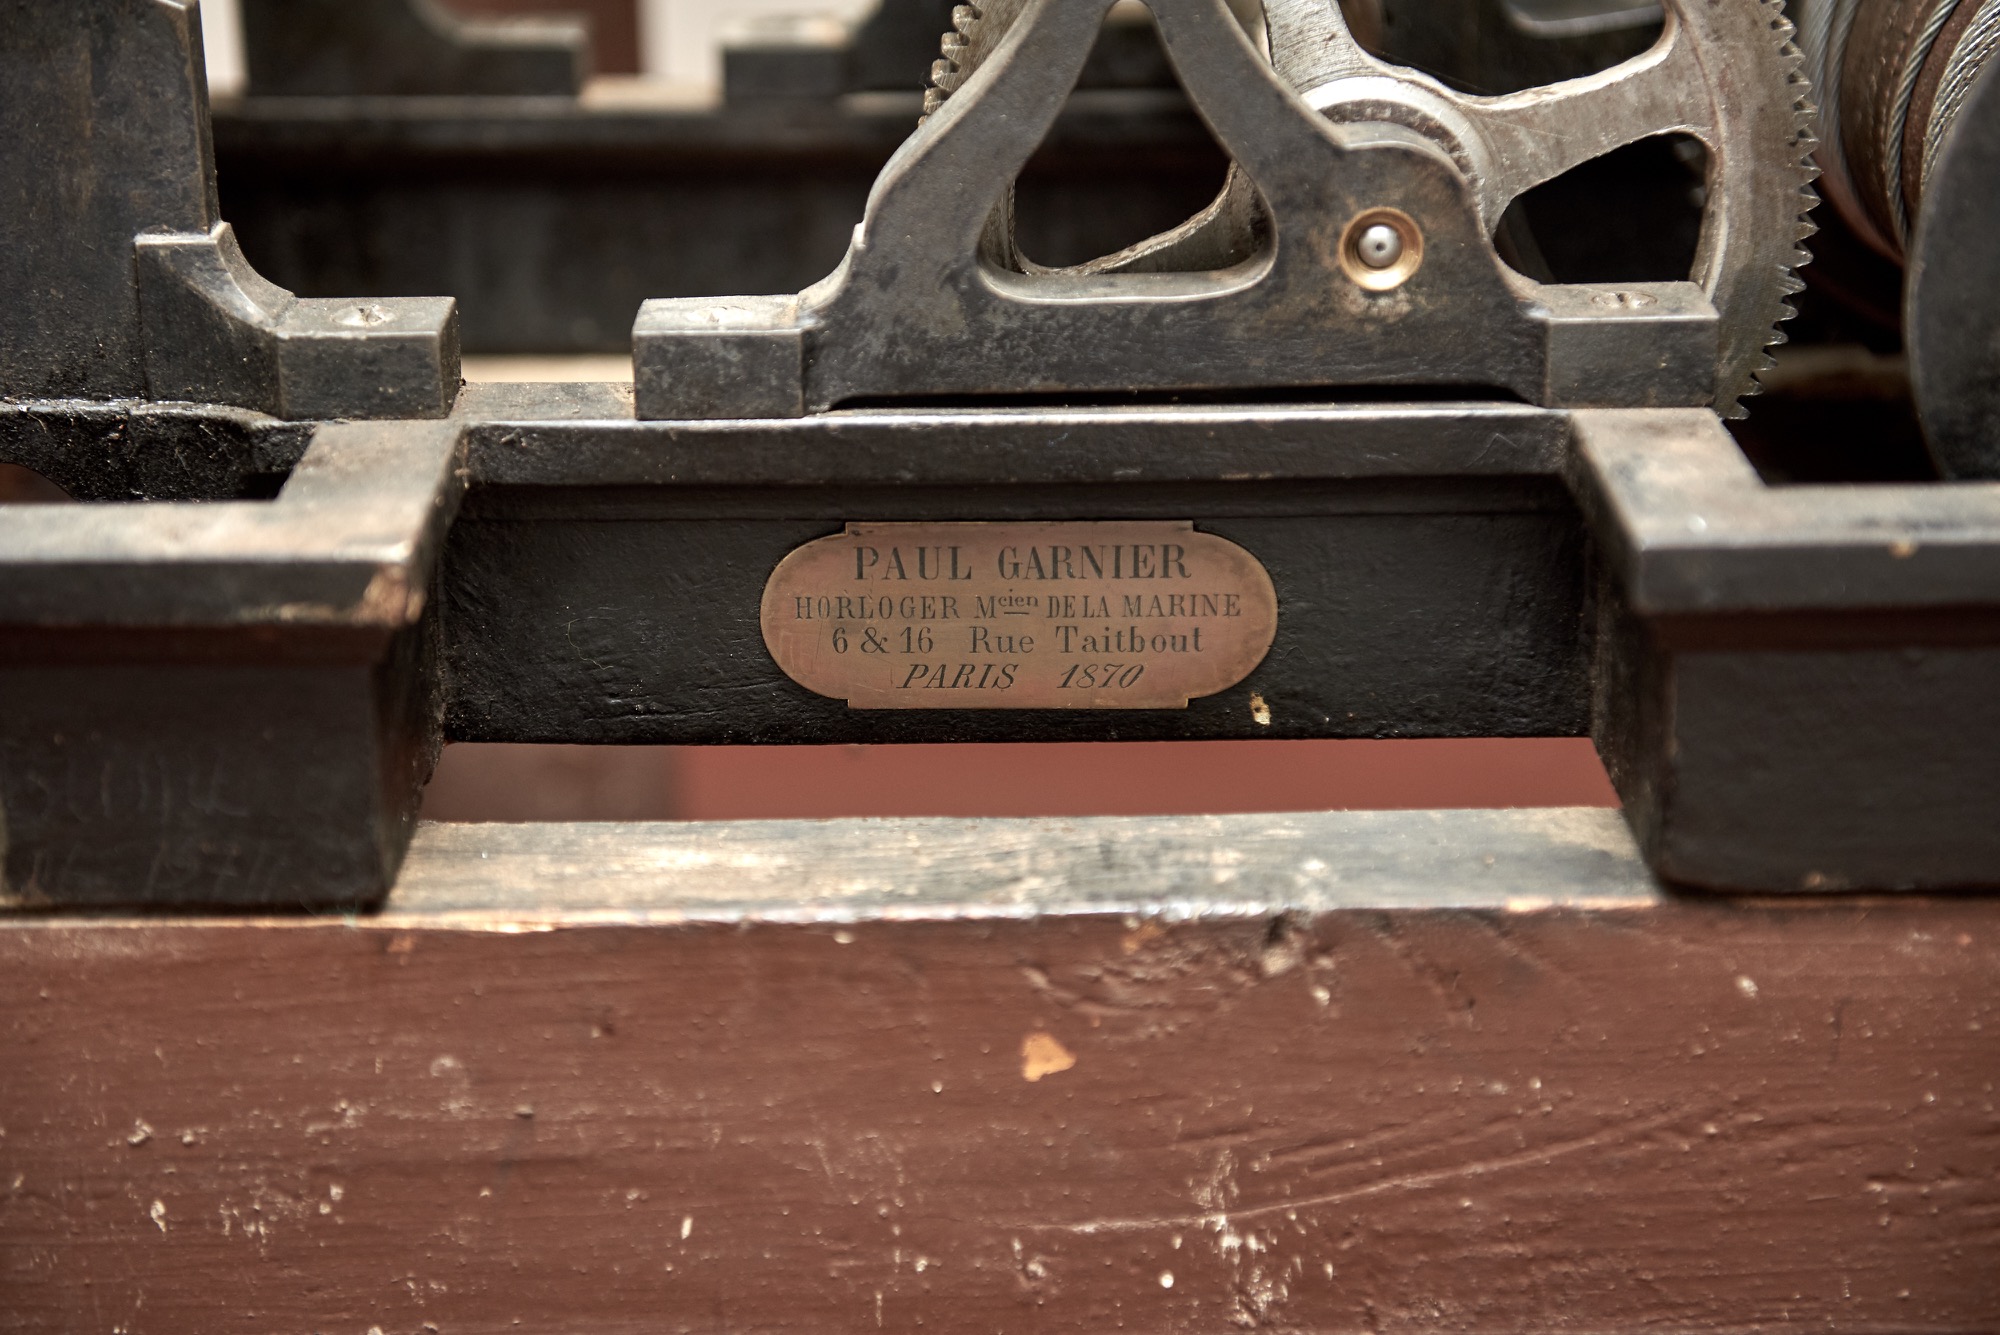 PAUL GARNIER
HORLOGER Mcien DE LA MARINE
6 & 16 Rue Taitbout
PARIS 1870